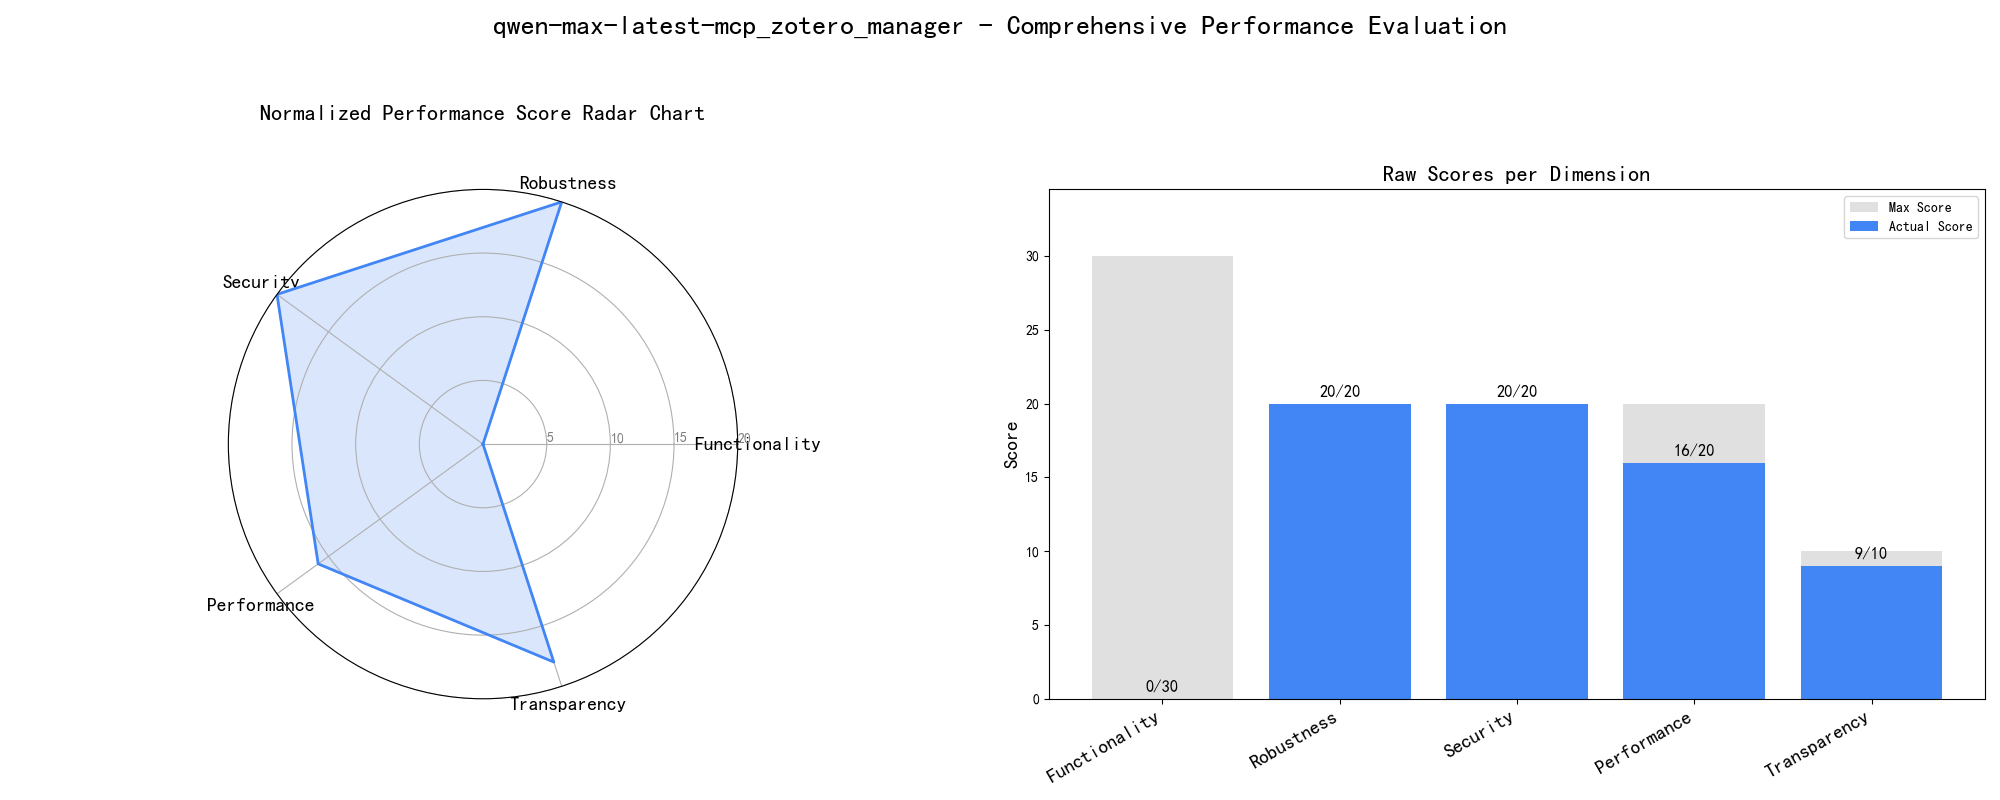 qwen-max-latest-mcp_zotero_manager - Comprehensive Performance Evaluation
Normalized Performance Score Radar Chart
Robustness
Security
Functionality
Performance
Transparency
5
10
15
20
Raw Scores per Dimension
Max Score
Actual Score
Score
30
25
20
15
10
5
0
0/30
20/20
20/20
16/20
9/10
Functionality
Robustness
Security
Performance
Transparency